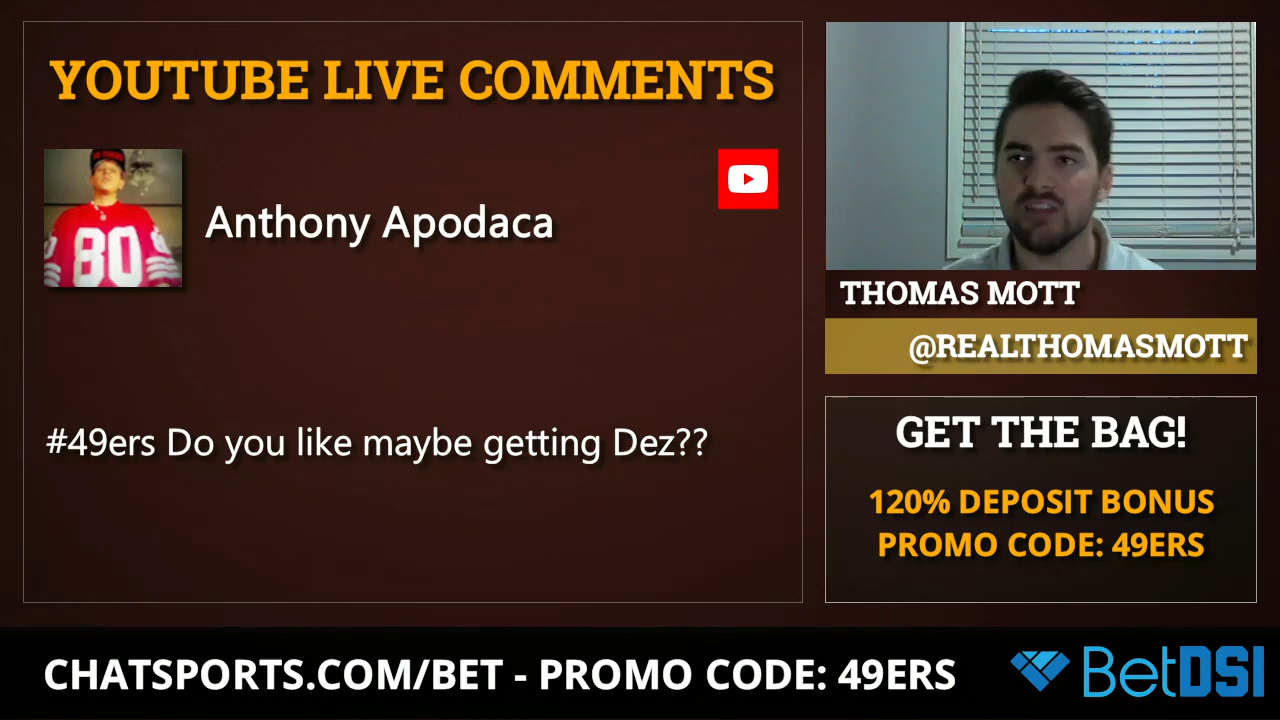 YOUTUBE LIVE COMMENTS
Anthony Apodaca
80
#49ers Do you like maybe getting Dez??
THOMAS MOTT
@REALTHOMASMOTT
GET THE BAG!
120% DEPOSIT BONUS
PROMO CODE: 49ERS
CHATSPORTS.COM/BET - PROMO CODE: 49ERS
BetDSI